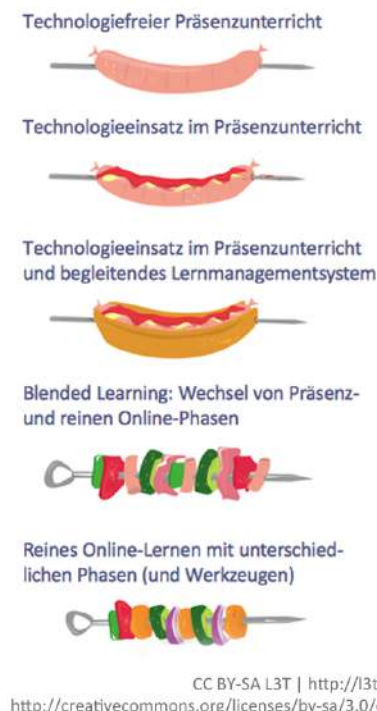 Technologiefreier Präsenzunterricht
Technologieeinsatz im Präsenzunterricht
Technologieeinsatz im Präsenzunterricht
und begleitendes Lernmanagementsystem
Blended Learning: Wechsel von Präsenz-
und reinen Online-Phasen
Reines Online-Lernen mit unterschied-
lichen Phasen (und Werkzeugen)
CC BY-SA L3T | http://l3t
http://creativecommons.org/licenses/by-sa/3.0/